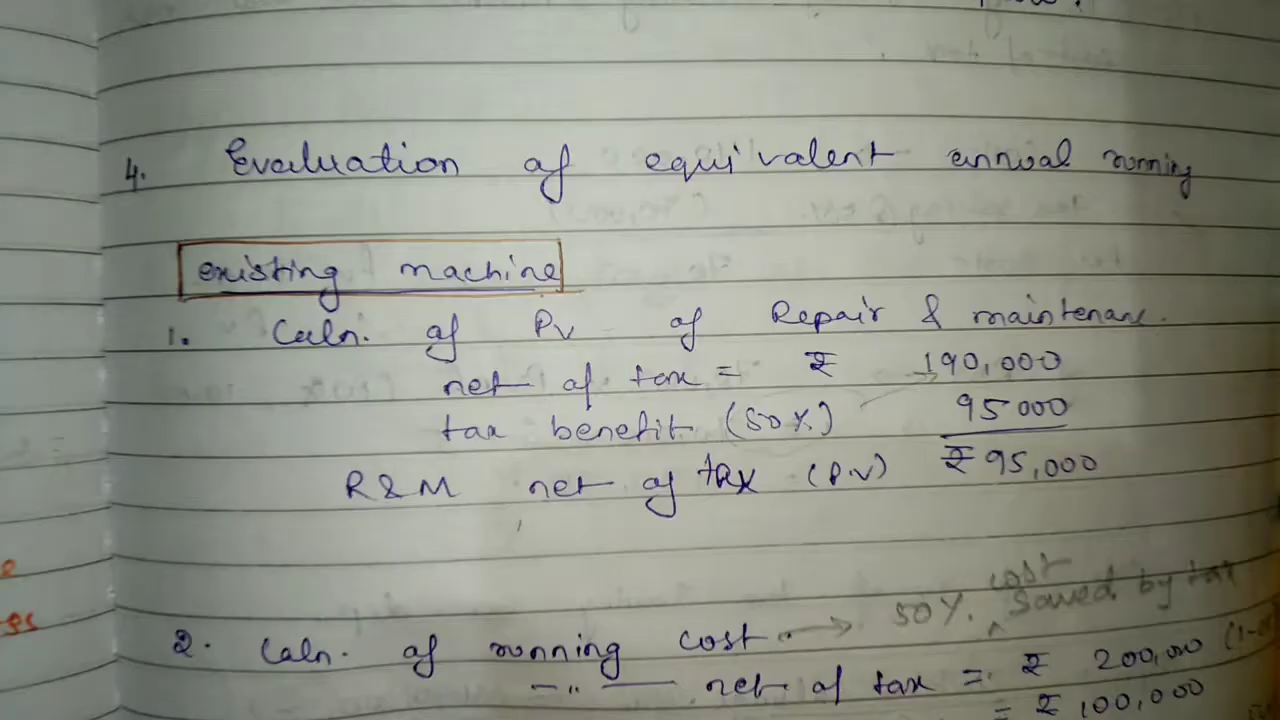 4. Evaluation of equivalent annual running
existing machine
1. Caln. of PV of Repair & maintenance.
net of tax = ₹ 190,000
tax benefit (50%) 95000
R&M net of tax (PV) ₹ 95,000
50%. cost saved by tax
2. Caln. of running cost. →
—〃— net of tax = ₹ 200,000 (1-
= ₹ 100,000